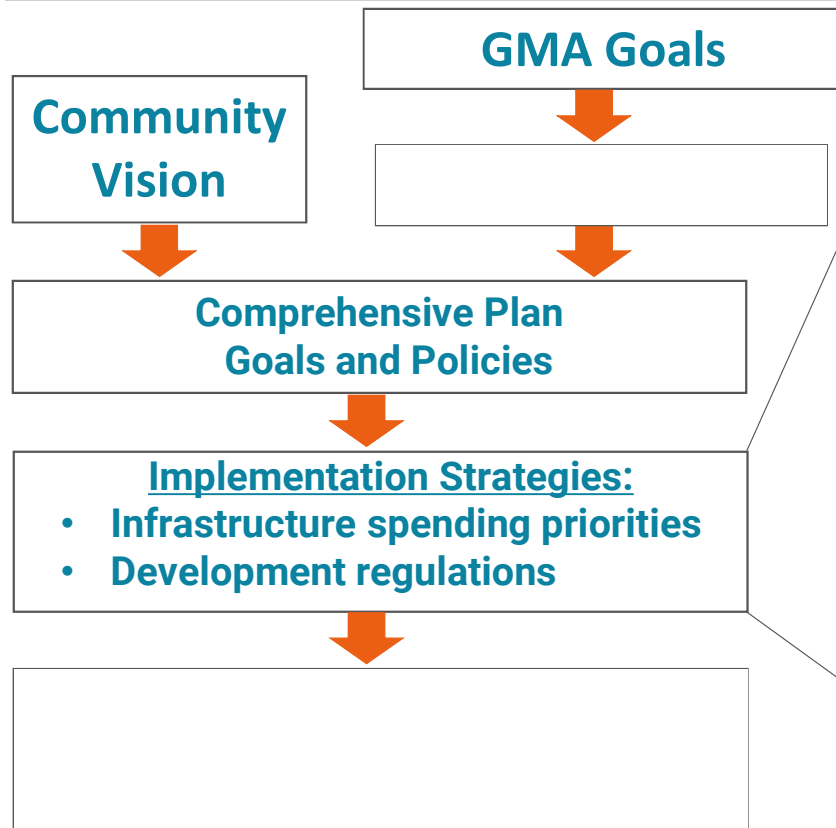 GMA Goals
Community
Vision
Comprehensive Plan
Goals and Policies
Implementation Strategies:
• Infrastructure spending priorities
• Development regulations